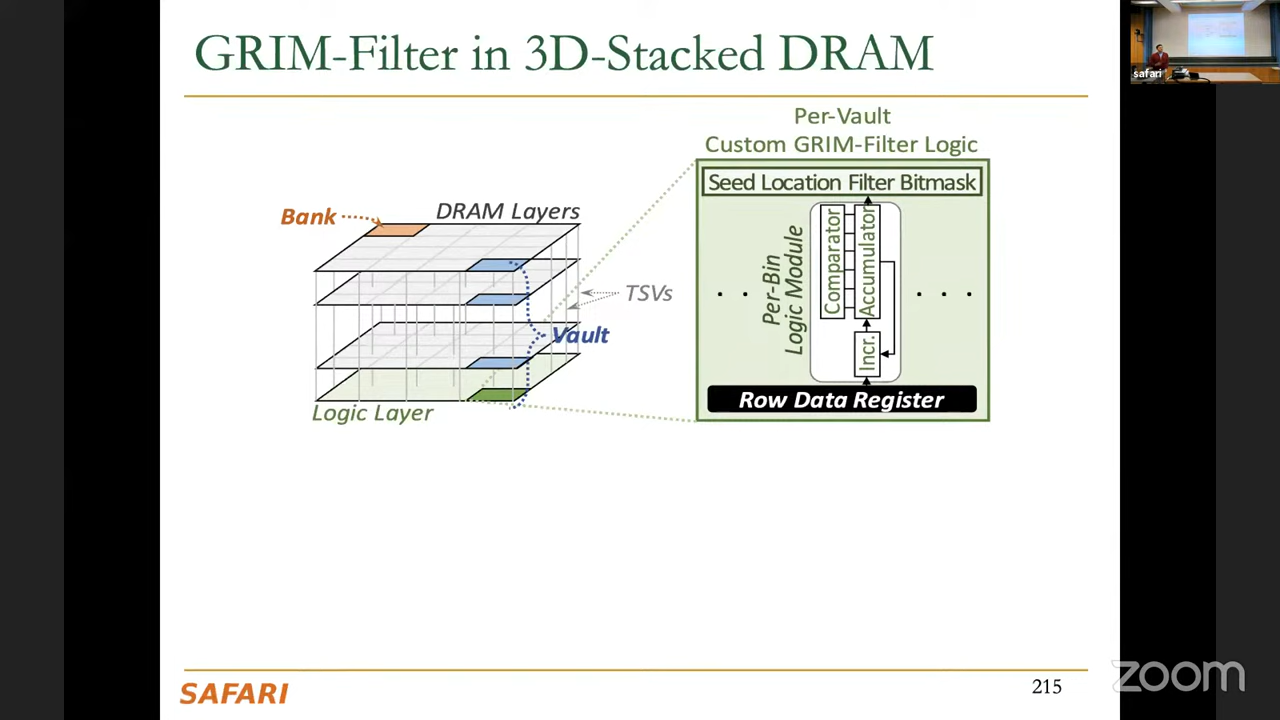 GRIM-Filter in 3D-Stacked DRAM
safari
Per-Vault
Custom GRIM-Filter Logic
Seed Location Filter Bitmask
Bank
DRAM Layers
TSVs
Vault
Logic Layer
Per-Bin
Logic Module
Comparator
Accumulator
Incr.
. .
. . .
Row Data Register
SAFARI
215
zoom